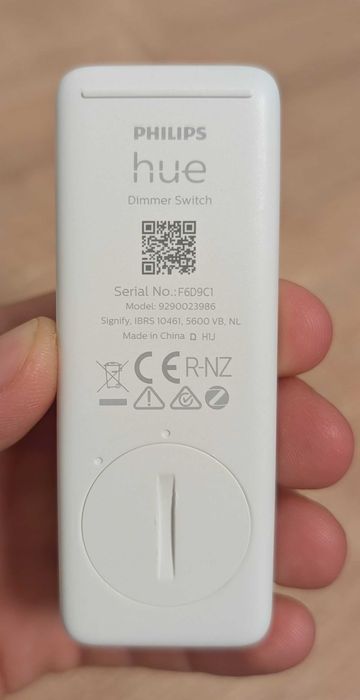 PHILIPS
hue
Dimmer Switch
Serial No.:F6D9C1
Model: 9290023986
Signify, IBRS 10461, 5600 VB, NL
Made in China D H1J
CE R-NZ